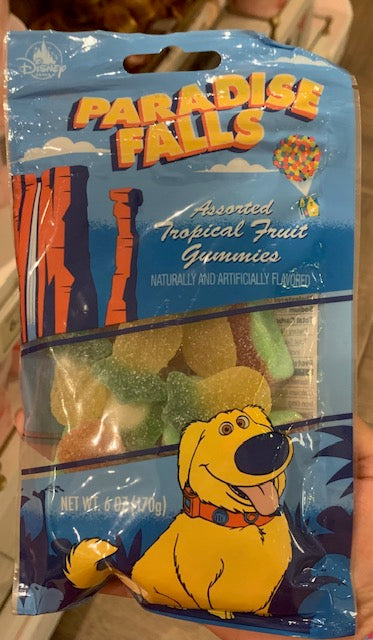 Disney
PARADISE
FALLS
Assorted
Tropical Fruit
Gummies
NATURALLY AND ARTIFICIALLY FLAVORED
NET WT. 6 OZ (170g)